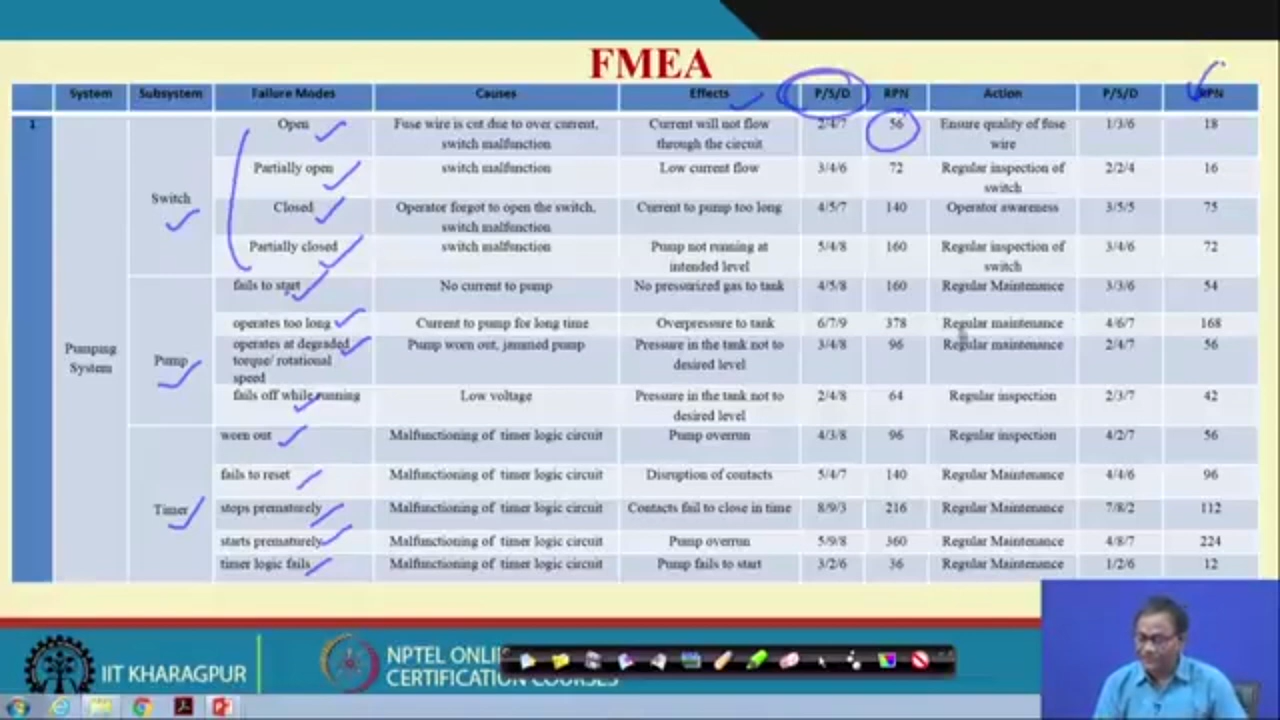 FMEA
System Subsystem Failure Modes Causes Effects P/S/D RPN Action P/S/D RPN
1 Open Fuse wire is cut due to over current, Current will not flow 2/4/7 56 Ensure quality of fuse 1/3/6 18
switch malfunction through the circuit wire
Partially open switch malfunction Low current flow 3/4/6 72 Regular inspection of 2/2/4 16
Switch switch
Closed Operator forgot to open the switch, Current to pump too long 4/5/7 140 Operator awareness 3/5/5 75
switch malfunction
Partially closed switch malfunction Pump not running at 5/4/8 160 Regular inspection of 3/4/6 72
intended level switch
fails to start No current to pump No pressurized gas to tank 4/5/8 160 Regular Maintenance 3/3/6 54
operates too long Current to pump for long time Overpressure to tank 6/7/9 378 Regular maintenance 4/6/7 168
Pumping operates at degraded Pump worn out, jammed pump Pressure in the tank not to 3/4/8 96 Regular maintenance 2/4/7 56
System Pump torque/ rotational desired level
speed
fails off while running Low voltage Pressure in the tank not to 2/4/8 64 Regular inspection 2/3/7 42
desired level
worn out Malfunctioning of timer logic circuit Pump overrun 4/3/8 96 Regular inspection 4/2/7 56
fails to reset Malfunctioning of timer logic circuit Disruption of contacts 5/4/7 140 Regular Maintenance 4/4/6 96
Timer stops prematurely Malfunctioning of timer logic circuit Contacts fail to close in time 8/9/3 216 Regular Maintenance 7/8/2 112
starts prematurely Malfunctioning of timer logic circuit Pump overrun 5/9/8 360 Regular Maintenance 4/8/7 224
timer logic fails Malfunctioning of timer logic circuit Pump fails to start 3/2/6 36 Regular Maintenance 1/2/6 12
IIT KHARAGPUR
NPTEL
CERTIFICATION COURSES